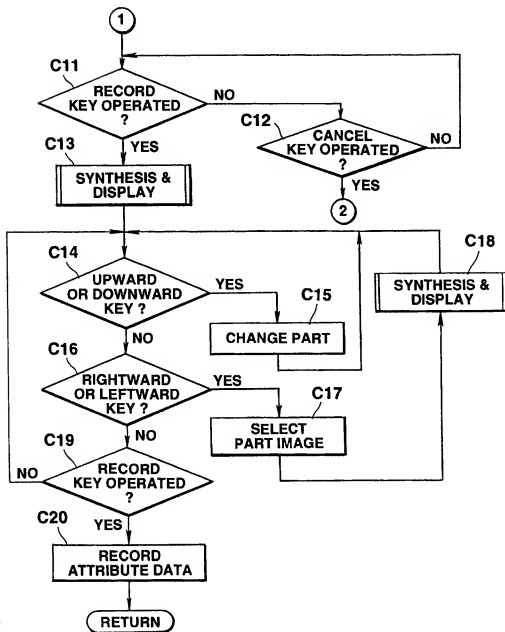 1
C11
RECORD
KEY OPERATED
?
NO
YES
C12
CANCEL
KEY OPERATED
?
NO
YES
2
C13
SYNTHESIS &
DISPLAY
C14
UPWARD
OR DOWNWARD
KEY ?
YES
NO
C15
CHANGE PART
C18
SYNTHESIS &
DISPLAY
C16
RIGHTWARD
OR LEFTWARD
KEY ?
YES
NO
C17
SELECT
PART IMAGE
C19
RECORD
KEY OPERATED
?
NO
YES
C20
RECORD
ATTRIBUTE DATA
RETURN